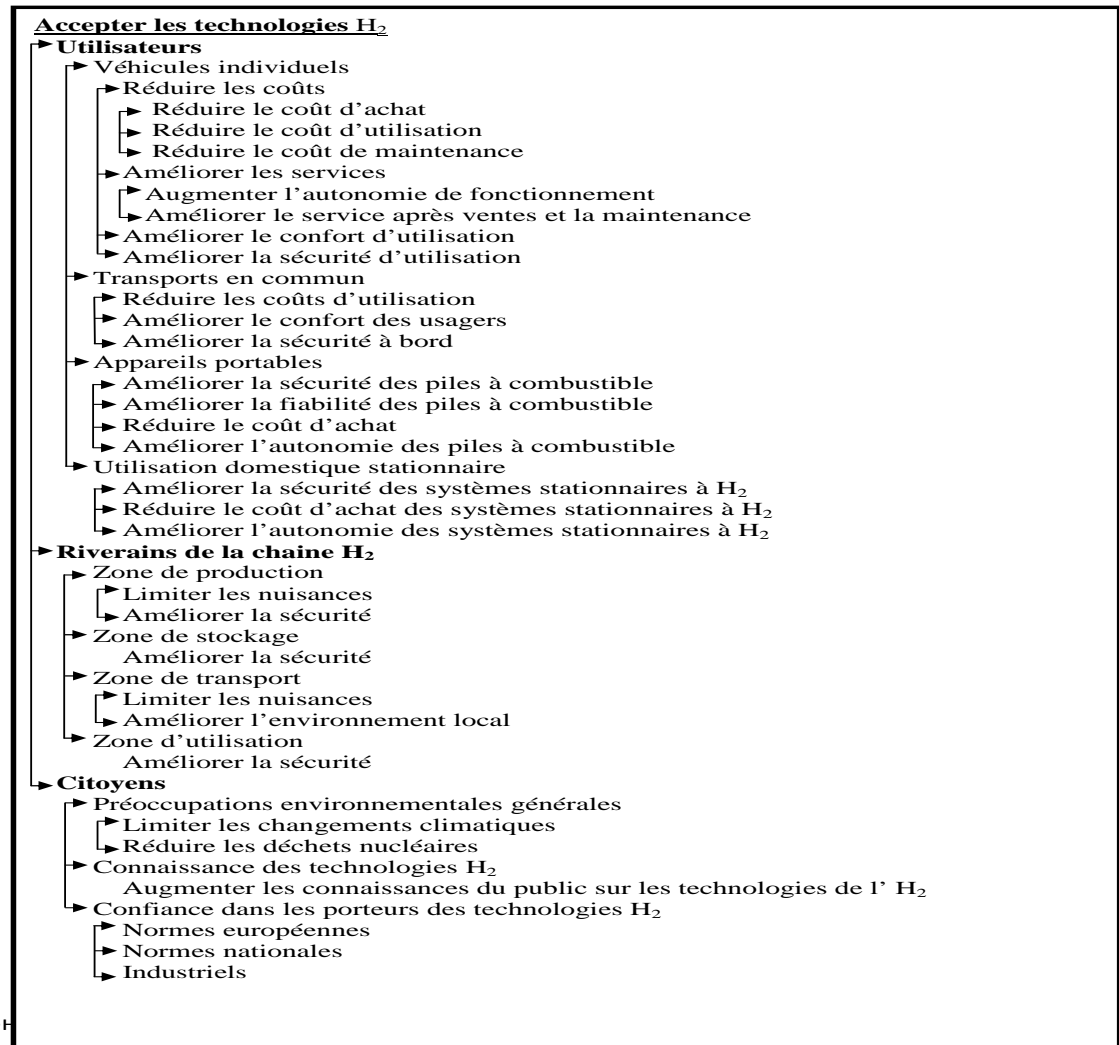 Accepter les technologies H₂
Utilisateurs
Véhicules individuels
Réduire les coûts
Réduire le coût d’achat
Réduire le coût d’utilisation
Réduire le coût de maintenance
Améliorer les services
Augmenter l’autonomie de fonctionnement
Améliorer le service après ventes et la maintenance
Améliorer le confort d’utilisation
Améliorer la sécurité d’utilisation
Transports en commun
Réduire les coûts d’utilisation
Améliorer le confort des usagers
Améliorer la sécurité à bord
Appareils portables
Améliorer la sécurité des piles à combustible
Améliorer la fiabilité des piles à combustible
Réduire le coût d’achat
Améliorer l’autonomie des piles à combustible
Utilisation domestique stationnaire
Améliorer la sécurité des systèmes stationnaires à H₂
Réduire le coût d’achat des systèmes stationnaires à H₂
Améliorer l’autonomie des systèmes stationnaires à H₂
Riverains de la chaine H₂
Zone de production
Limiter les nuisances
Améliorer la sécurité
Zone de stockage
Améliorer la sécurité
Zone de transport
Limiter les nuisances
Améliorer l’environnement local
Zone d’utilisation
Améliorer la sécurité
Citoyens
Préoccupations environnementales générales
Limiter les changements climatiques
Réduire les déchets nucléaires
Connaissance des technologies H₂
Augmenter les connaissances du public sur les technologies de l’ H₂
Confiance dans les porteurs des technologies H₂
Normes européennes
Normes nationales
Industriels